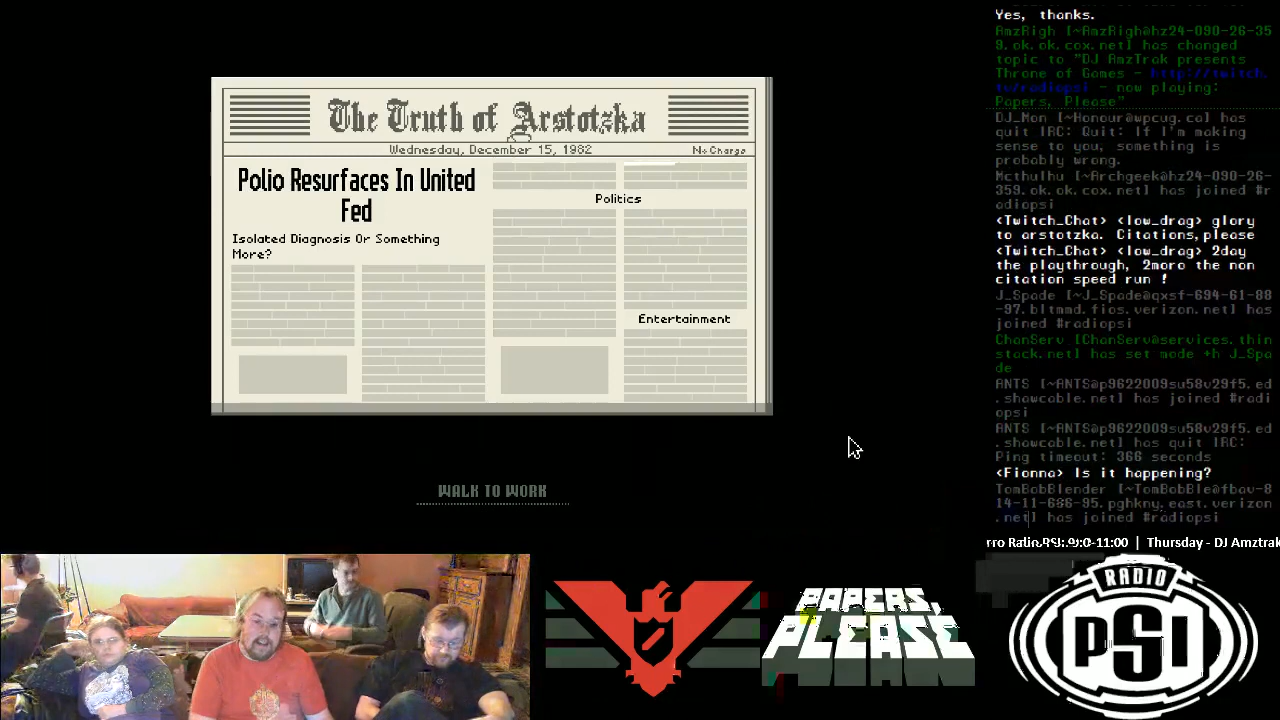 The Truth of Arstotzka
Wednesday, December 15, 1982
No Charge
Polio Resurfaces In United
Fed
Isolated Diagnosis Or Something
More?
Politics
Entertainment
WALK TO WORK
Yes, thanks.
AmzRigh [~AmzRigh@hz24-090-26-35
9.ok.ok.cox.net] has changed
topic to "DJ AmzTrak presents
Throne of Games - http://twitch.
tv/radiopsi - now playing:
Papers, Please"
DJ_Mon [~Honour@wpcug.ca] has
quit IRC: Quit: If I'm making
sense to you, something is
probably wrong.
Mcthulhu [~Archgeek@hz24-090-26-
359.ok.ok.cox.net] has joined #r
adiopsi
<Twitch_Chat> <low_drag> glory
to arstotzka. Citations,please
<Twitch_Chat> <low_drag> 2day
the playthrough, 2moro the non
citation speed run !
J_Spade [~J_Spade@qxsf-694-61-88
-97.bltmmd.fios.verizon.net] has
joined #radiopsi
ChanServ [ChanServ@services.thin
stack.net] has set mode +h J_Spa
de
ANTS [~ANTS@p9622009su58v29f5.ed
.shawcable.net] has joined #radi
opsi
ANTS [~ANTS@p9622009su58v29f5.ed
.shawcable.net] has quit IRC:
Ping timeout: 366 seconds
<Fionna> Is it happening?
TomBobBlender [~TomBobBle@fbav-8
14-11-686-95.pghkny.east.verizon
.net] has joined #radiopsi
9:00-11:00 | Thursday - DJ Amztrak
PAPERS,
PLEASE
RADIO
PSI